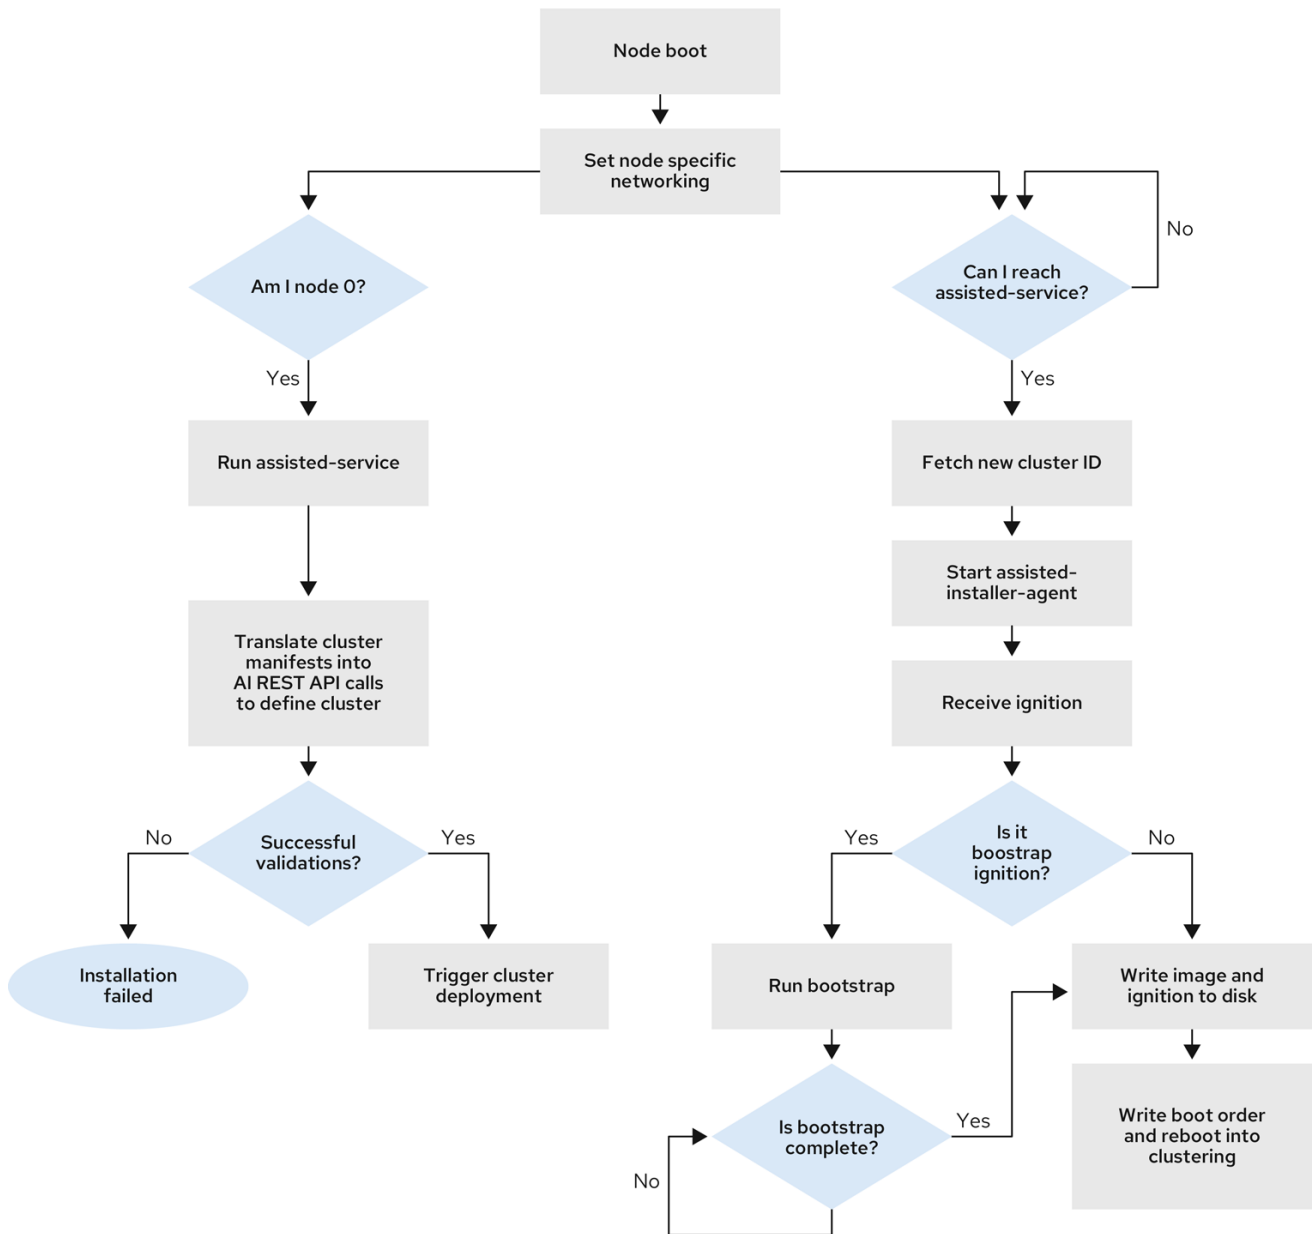 Node boot
Set node specific
networking
No
Am I node 0?
Can I reach
assisted-service?
Yes
Yes
Run assisted-service
Fetch new cluster ID
Start assisted-
installer-agent
Translate cluster
manifests into
AI REST API calls
to define cluster
Receive ignition
No
Successful
validations?
Yes
Yes
Is it
boostrap
ignition?
No
Installation
failed
Trigger cluster
deployment
Run bootstrap
Write image and
ignition to disk
Is bootstrap
complete?
Yes
Write boot order
and reboot into
clustering
No